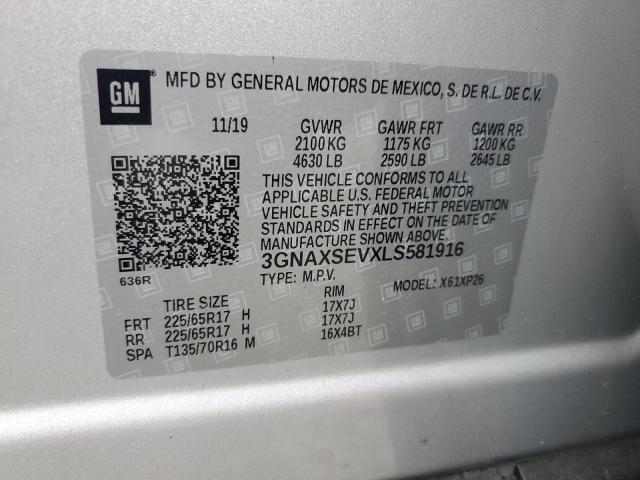 GM
MFD BY GENERAL MOTORS DE MEXICO, S. DE R.L. DE C.V.
11/19 GVWR GAWR FRT GAWR RR
2100 KG 1175 KG 1200 KG
4630 LB 2590 LB 2645 LB
THIS VEHICLE CONFORMS TO ALL
APPLICABLE U.S. FEDERAL MOTOR
VEHICLE SAFETY AND THEFT PREVENTION
STANDARDS IN EFFECT ON THE DATE OF
MANUFACTURE SHOWN ABOVE.
3GNAXSEVXLS581916
636R TYPE: M.P.V. MODEL: X61XP26
TIRE SIZE RIM
FRT 225/65R17 H 17X7J
RR 225/65R17 H 17X7J
SPA T135/70R16 M 16X4BT